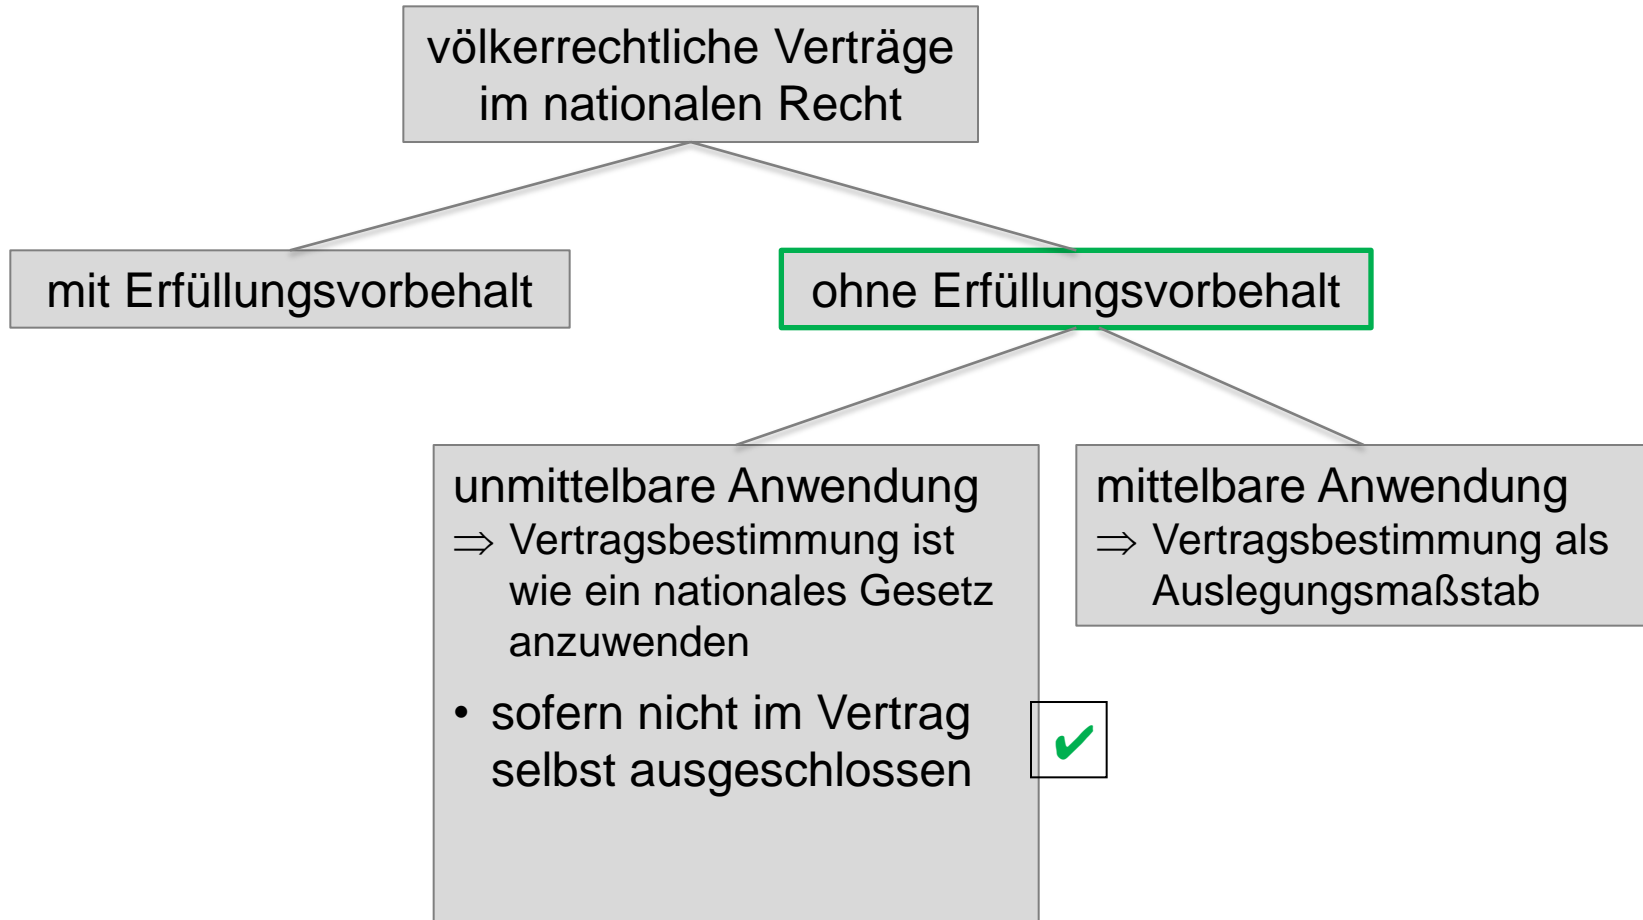 völkerrechtliche Verträge
im nationalen Recht
mit Erfüllungsvorbehalt
ohne Erfüllungsvorbehalt
unmittelbare Anwendung
⇒ Vertragsbestimmung ist
wie ein nationales Gesetz
anzuwenden
• sofern nicht im Vertrag
selbst ausgeschlossen
✔
mittelbare Anwendung
⇒ Vertragsbestimmung als
Auslegungsmaßstab